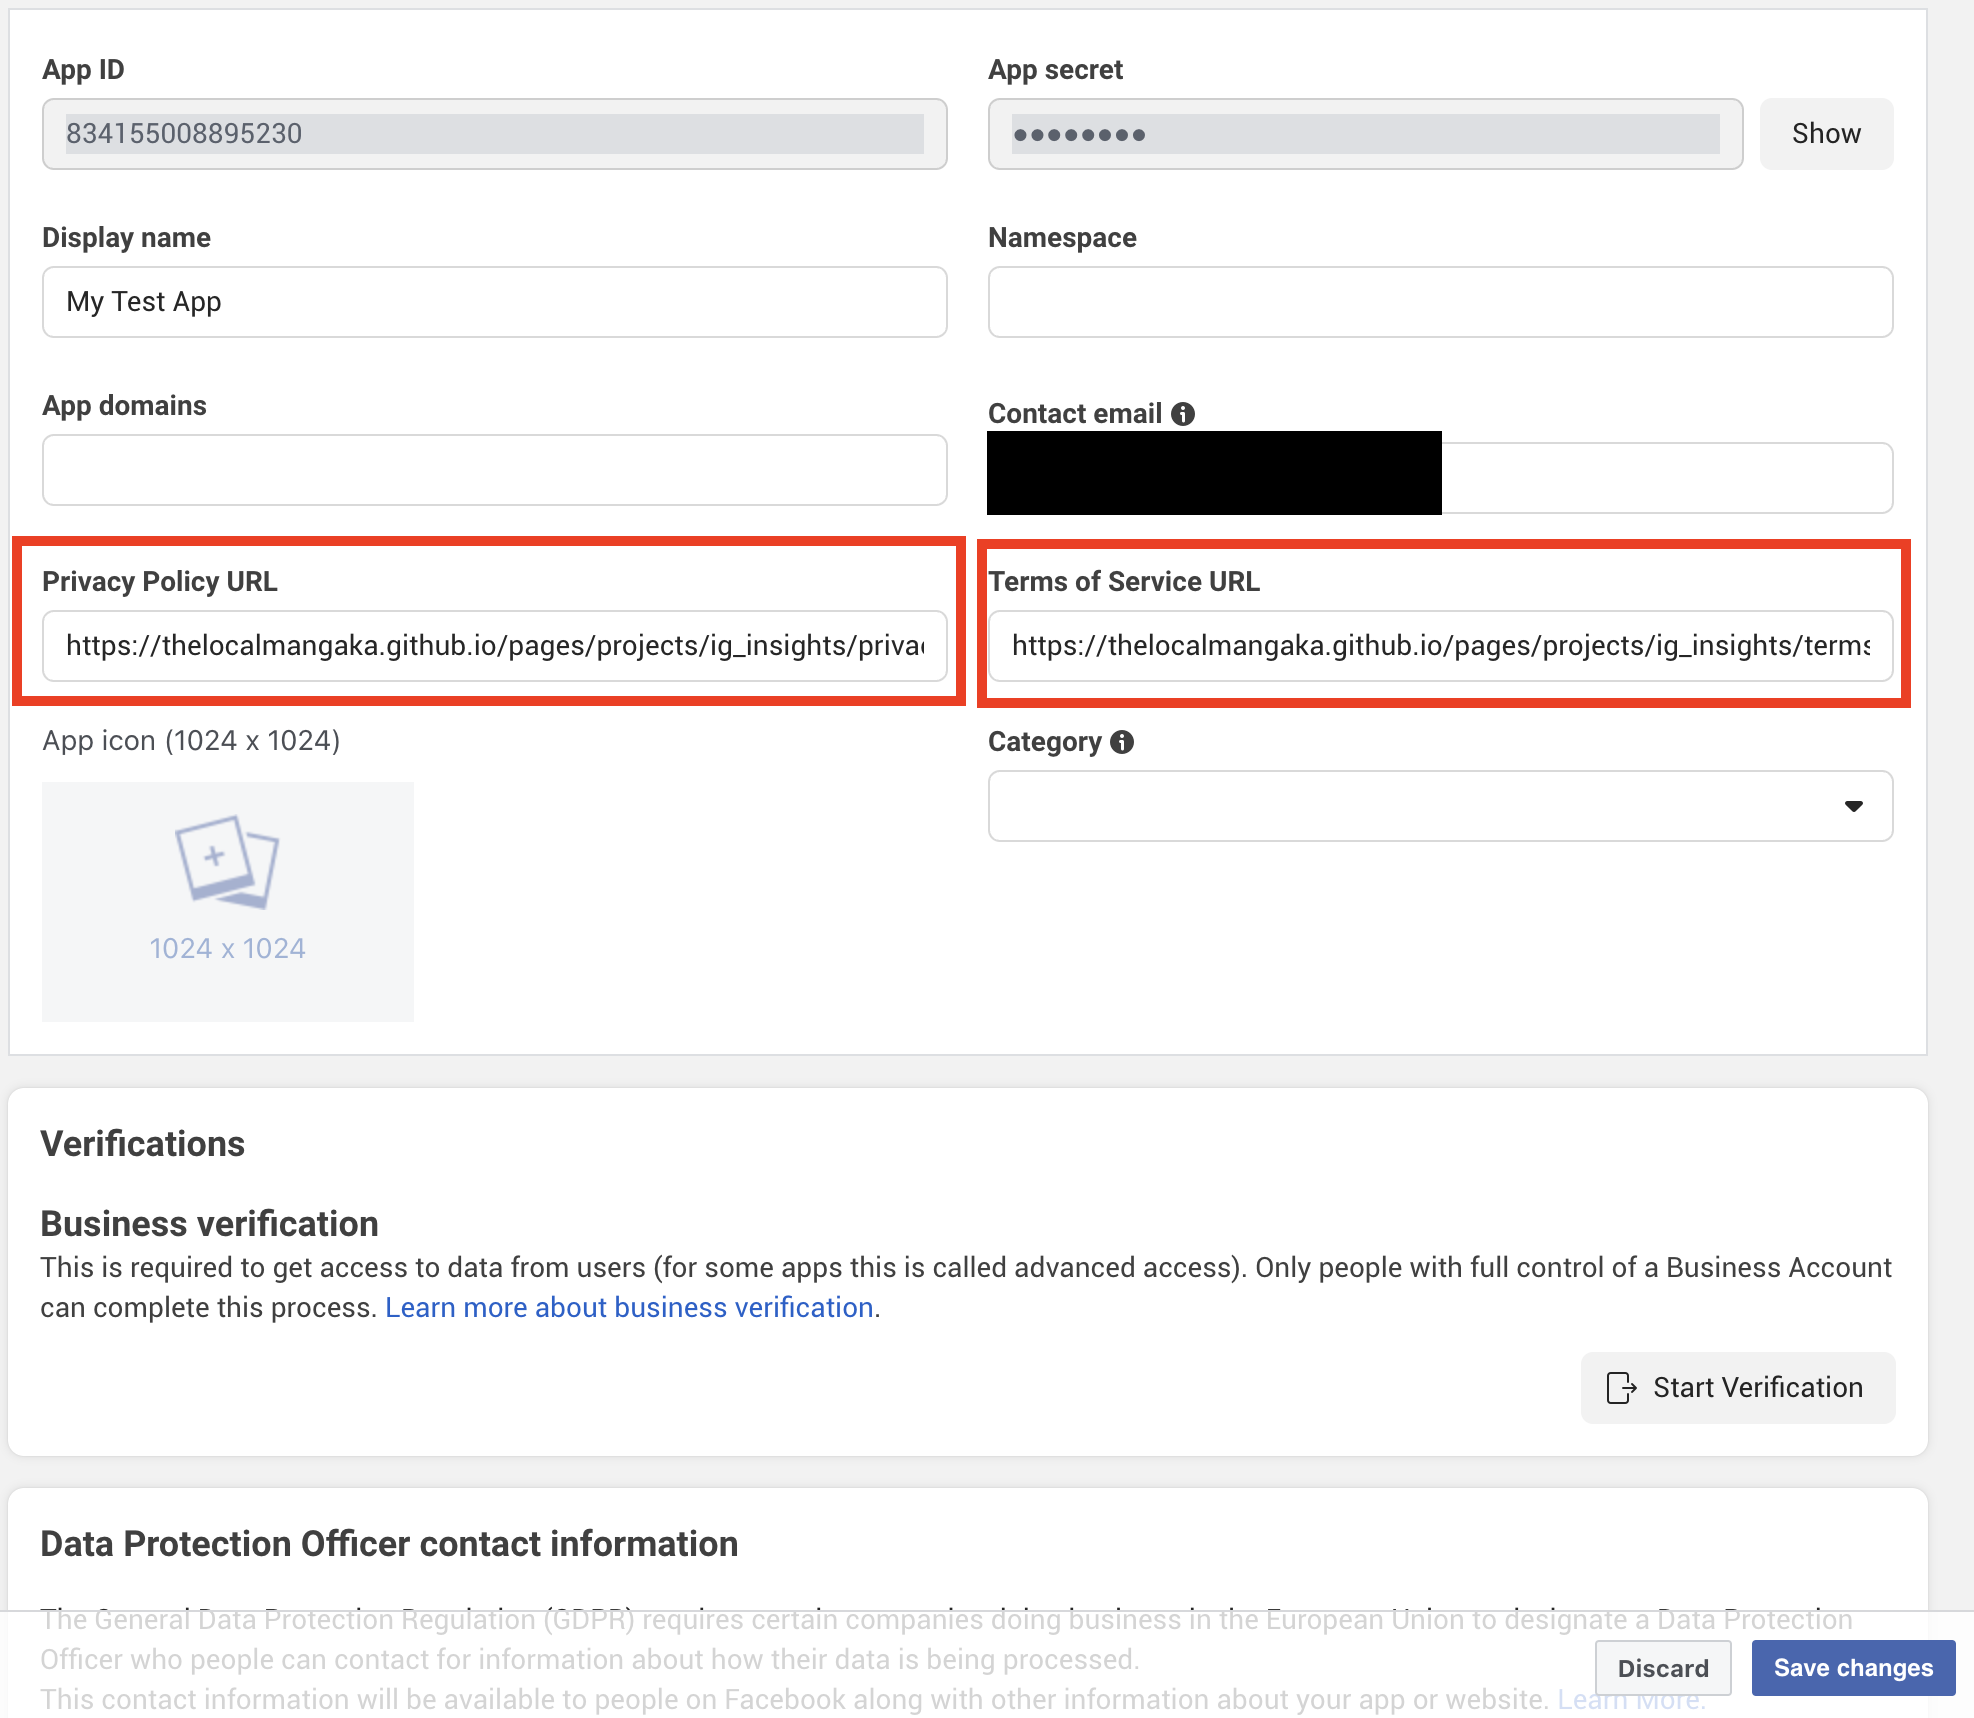 App ID
834155008895230
App secret
••••••••
Show
Display name
My Test App
Namespace
App domains
Contact email
Privacy Policy URL
https://thelocalmangaka.github.io/pages/projects/ig_insights/privac
Terms of Service URL
https://thelocalmangaka.github.io/pages/projects/ig_insights/terms
App icon (1024 x 1024)
1024 x 1024
Category
Verifications
Business verification
This is required to get access to data from users (for some apps this is called advanced access). Only people with full control of a Business Account
can complete this process. Learn more about business verification.
Start Verification
Data Protection Officer contact information
The General Data Protection Regulation (GDPR) requires certain companies doing business in the European Union to designate a Data Protection
Officer who people can contact for information about how their data is being processed.
This contact information will be available to people on Facebook along with other information about your app or website. Learn More.
Discard
Save changes